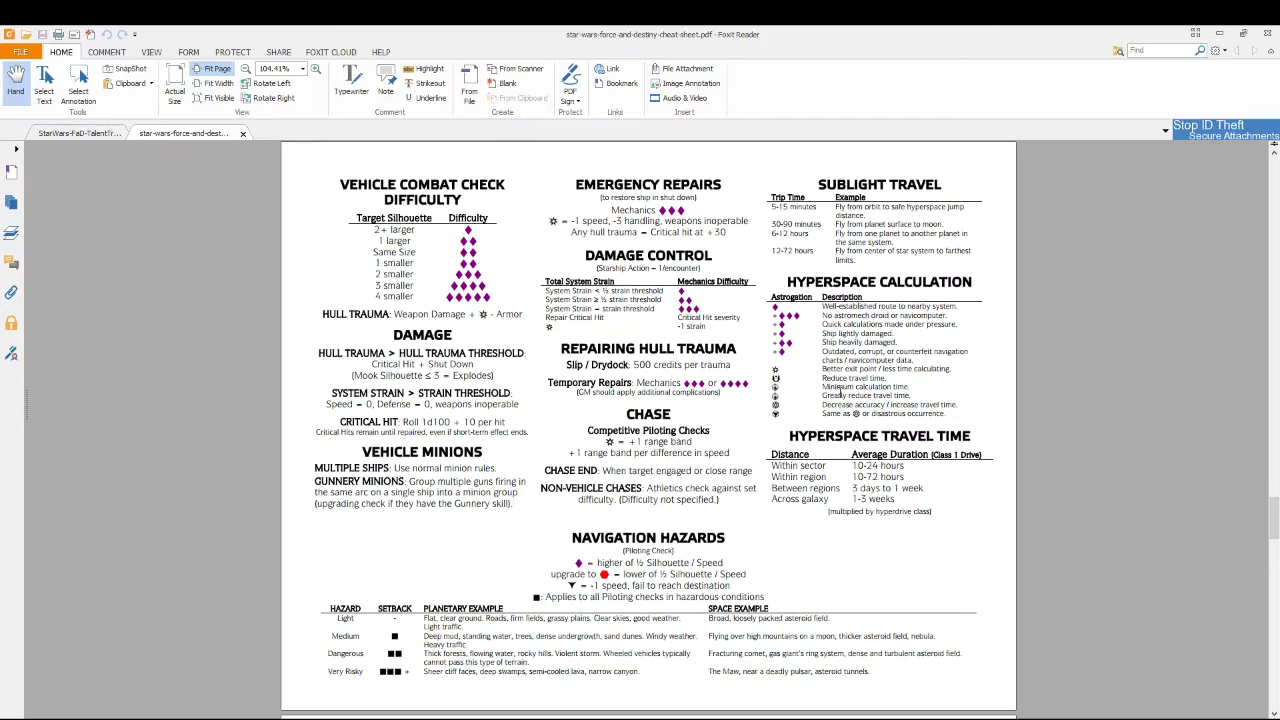 star-wars-force-and-destiny-cheat-sheet.pdf - Foxit Reader
FILE HOME COMMENT VIEW FORM PROTECT SHARE FOXIT CLOUD HELP
Find
Hand
Select Text
Select Annotation
SnapShot
Clipboard
Tools
Actual Size
Fit Page
Fit Width
Fit Visible
104.41%
Rotate Left
Rotate Right
View
Typewriter
Note
Highlight
Strikeout
Underline
Comment
From File
From Scanner
Blank
From Clipboard
Create
PDF Sign
Protect
Link
Bookmark
Links
File Attachment
Image Annotation
Audio & Video
Insert
StarWars-FaD-TalentTr...
star-wars-force-and-dest...
Stop ID Theft
Secure Attachments
VEHICLE COMBAT CHECK
DIFFICULTY
Target Silhouette Difficulty
2+ larger ♦
1 larger ♦♦
Same Size ♦♦
1 smaller ♦♦
2 smaller ♦♦♦
3 smaller ♦♦♦♦
4 smaller ♦♦♦♦♦
HULL TRAUMA: Weapon Damage + - Armor
DAMAGE
HULL TRAUMA > HULL TRAUMA THRESHOLD:
Critical Hit + Shut Down
(Mook Silhouette ≤ 3 = Explodes)
SYSTEM STRAIN > STRAIN THRESHOLD:
Speed = 0, Defense = 0, weapons inoperable
CRITICAL HIT: Roll 1d100 + 10 per hit
Critical Hits remain until repaired, even if short-term effect ends.
VEHICLE MINIONS
MULTIPLE SHIPS: Use normal minion rules.
GUNNERY MINIONS: Group multiple guns firing in
the same arc on a single ship into a minion group
(upgrading check if they have the Gunnery skill).
EMERGENCY REPAIRS
(to restore ship in shut down)
Mechanics ♦♦♦
= -1 speed, -3 handling, weapons inoperable
Any hull trauma = Critical hit at +30
DAMAGE CONTROL
(Starship Action = 1/encounter)
Total System Strain Mechanics Difficulty
System Strain < ½ strain threshold ♦
System Strain ≥ ½ strain threshold ♦♦
System Strain = strain threshold ♦♦♦
Repair Critical Hit Critical Hit severity
-1 strain
REPAIRING HULL TRAUMA
Slip / Drydock: 500 credits per trauma
Temporary Repairs: Mechanics ♦♦♦ or ♦♦♦♦
(GM should apply additional complications)
CHASE
Competitive Piloting Checks
= +1 range band
+1 range band per difference in speed
CHASE END: When target engaged or close range
NON-VEHICLE CHASES: Athletics check against set
difficulty. (Difficulty not specified.)
SUBLIGHT TRAVEL
Trip Time Example
5-15 minutes Fly from orbit to safe hyperspace jump
distance.
30-90 minutes Fly from planet surface to moon.
6-12 hours Fly from one planet to another planet in
the same system.
12-72 hours Fly from center of star system to farthest
limits.
HYPERSPACE CALCULATION
Astrogation Description
♦ Well-established route to nearby system.
+♦♦♦ No astromech droid or navicomputer.
+♦ Quick calculations made under pressure.
+♦ Ship lightly damaged.
+♦♦ Ship heavily damaged.
+♦ Outdated, corrupt, or counterfeit navigation
charts / navicomputer data.
Better exit point / less time calculating.
Reduce travel time.
Minimum calculation time.
Greatly reduce travel time.
Decrease accuracy / increase travel time.
Same as or disastrous occurrence.
HYPERSPACE TRAVEL TIME
Distance Average Duration (Class 1 Drive)
Within sector 10-24 hours
Within region 10-72 hours
Between regions 3 days to 1 week
Across galaxy 1-3 weeks
(multiplied by hyperdrive class)
NAVIGATION HAZARDS
(Piloting Check)
♦ = higher of ½ Silhouette / Speed
upgrade to = lower of ½ Silhouette / Speed
= -1 speed, fail to reach destination
■: Applies to all Piloting checks in hazardous conditions
HAZARD SETBACK PLANETARY EXAMPLE SPACE EXAMPLE
Light - Flat, clear ground. Roads, firm fields, grassy plains. Clear skies, good weather. Broad, loosely packed asteroid field.
Light traffic.
Medium ■ Deep mud, standing water, trees, dense undergrowth, sand dunes. Windy weather. Flying over high mountains on a moon, thicker asteroid field, nebula.
Heavy traffic.
Dangerous ■■ Thick forests, flowing water, rocky hills. Violent storm. Wheeled vehicles typically Fracturing comet, gas giant's ring system, dense and turbulent asteroid field.
cannot pass this type of terrain.
Very Risky ■■■ + Sheer cliff faces, deep swamps, semi-cooled lava, narrow canyon. The Maw, near a deadly pulsar, asteroid tunnels.